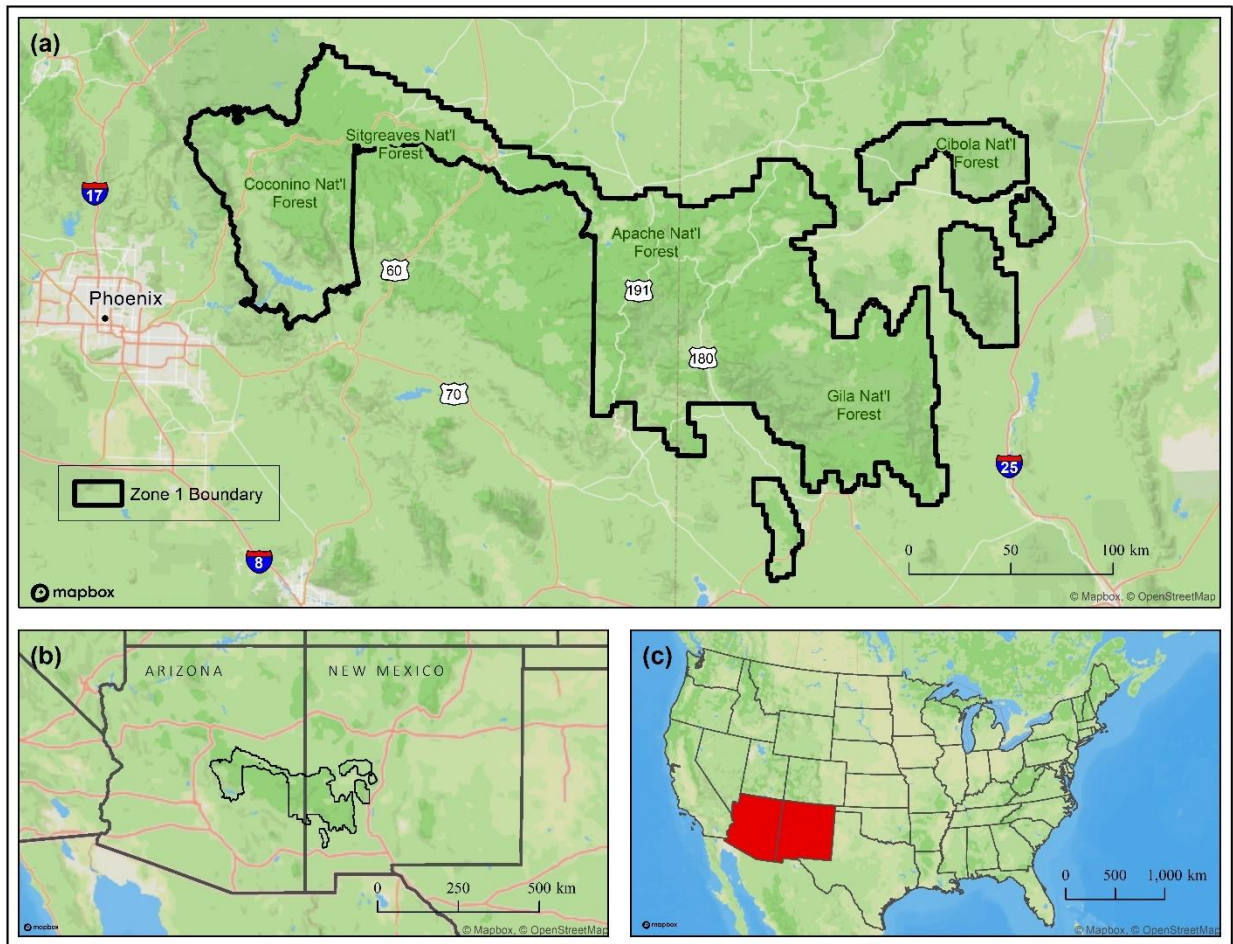 (a)
Sitgreaves Nat'l
Forest
Cibola Nat'l
Forest
17
Coconino Nat'l
Forest
Apache Nat'l
Forest
60
191
Phoenix
180
70
Gila Nat'l
Forest
25
Zone 1 Boundary
8
0 50 100 km
mapbox
© Mapbox, © OpenStreetMap
(b)
ARIZONA
NEW MEXICO
0 250 500 km
mapbox
© Mapbox, © OpenStreetMap
(c)
0 500 1,000 km
mapbox
© Mapbox, © OpenStreetMap